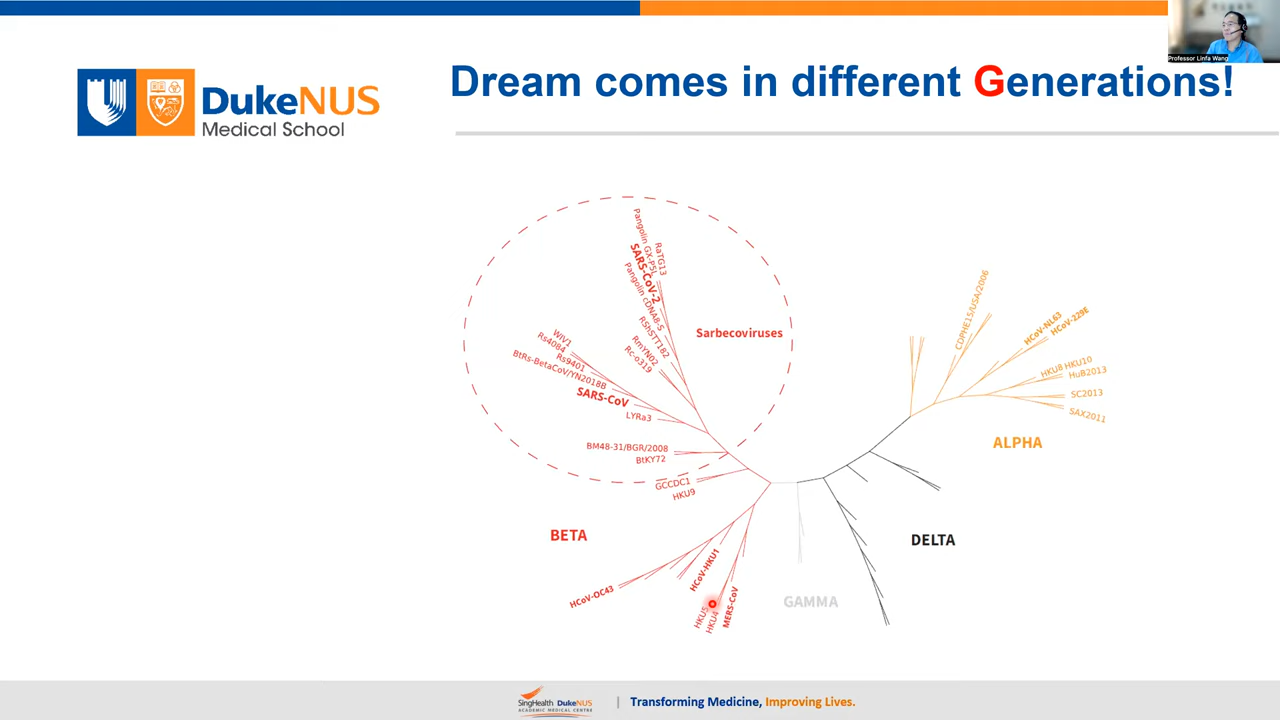 Professor Linfa Wang
Dream comes in different Generations!
DukeNUS
Medical School
Pangolin GX-P5L
RaTG13
SARS-CoV-2
Pangolin cDNA8-S
RShSTT182
RmYN02
Rc-o319
Sarbecoviruses
WIV1
Rs4084
Rs9401
BtRs-BetaCoV/YN2018B
SARS-CoV
LYRa3
BM48-31/BGR/2008
BtKY72
GCCDC1
HKU9
BETA
HCoV-OC43
HCoV-HKU1
HKU5
HKU4
MERS-CoV
GAMMA
DELTA
CDPHE15/USA/2006
HCoV-NL63
HCoV-229E
HKU8 HKU10
HuB2013
SC2013
SAX2011
ALPHA
SingHealth DukeNUS
ACADEMIC MEDICAL CENTRE
Transforming Medicine, Improving Lives.